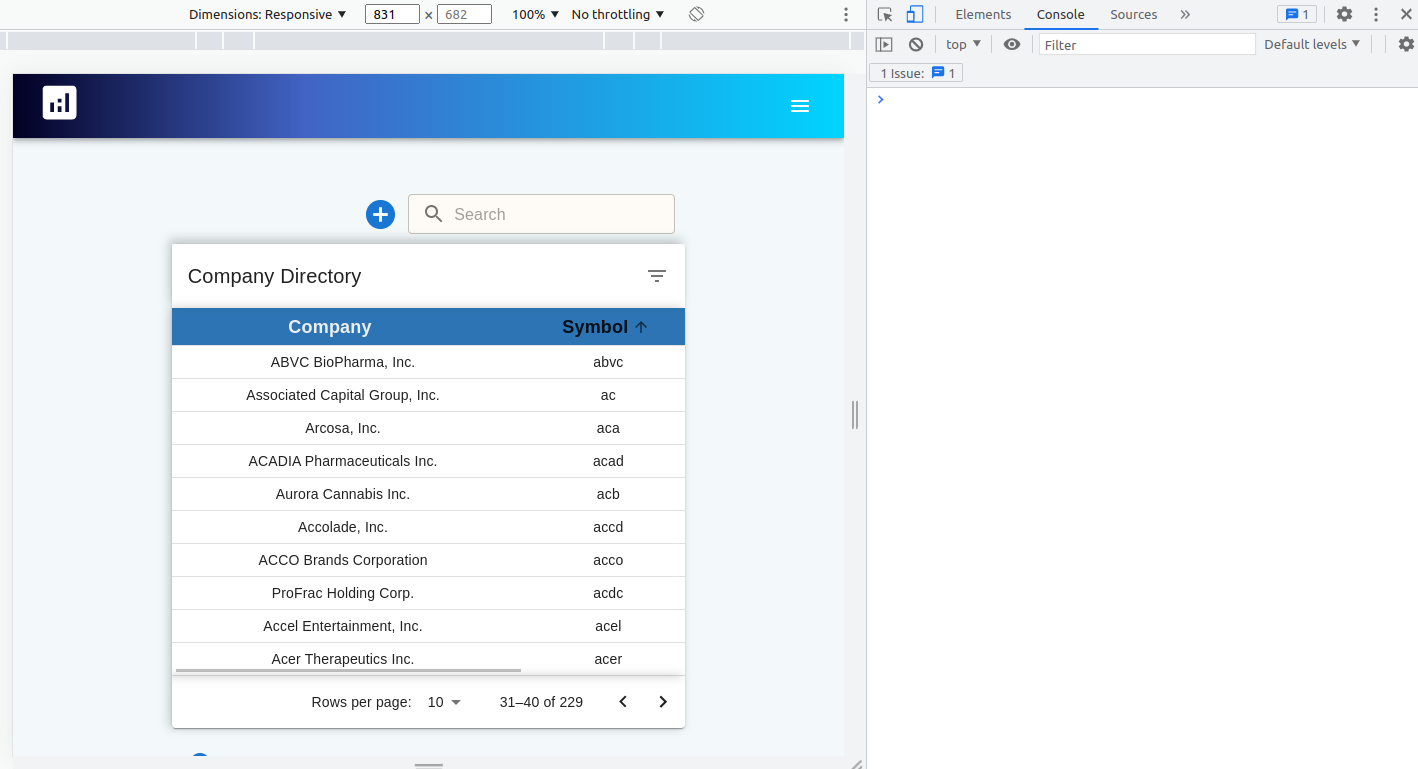 Dimensions: Responsive ▼ 831 × 682 100% ▼ No throttling ▼
Elements Console Sources » 1
top ▼ Filter Default levels ▼
1 Issue: 1
Search
Company Directory
Company Symbol ↑
ABVC BioPharma, Inc. abvc
Associated Capital Group, Inc. ac
Arcosa, Inc. aca
ACADIA Pharmaceuticals Inc. acad
Aurora Cannabis Inc. acb
Accolade, Inc. accd
ACCO Brands Corporation acco
ProFrac Holding Corp. acdc
Accel Entertainment, Inc. acel
Acer Therapeutics Inc. acer
Rows per page: 10 31–40 of 229